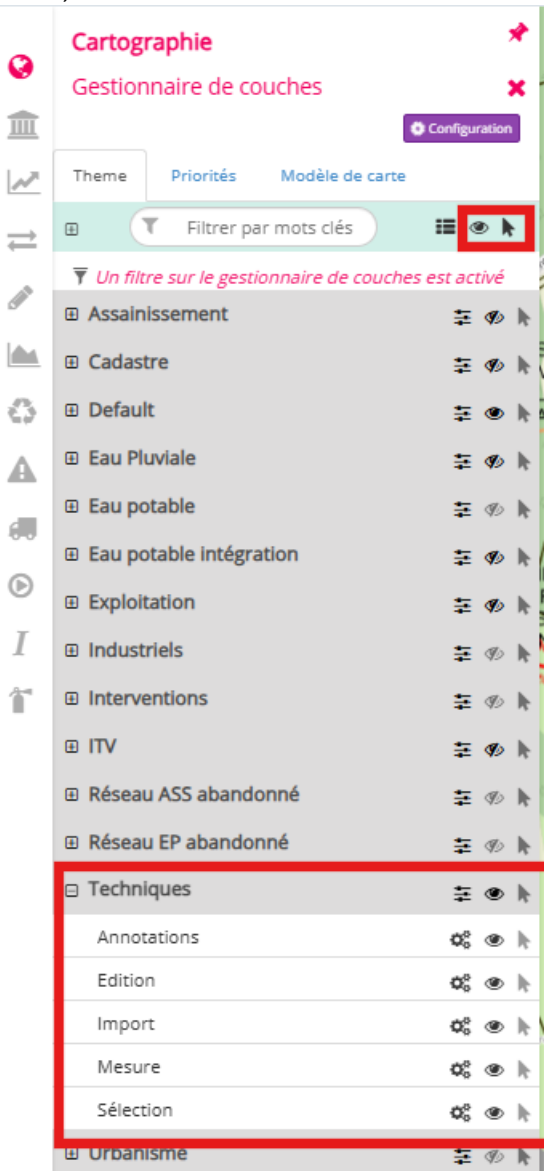 Cartographie
Gestionnaire de couches
Configuration
Theme Priorités Modèle de carte
Filtrer par mots clés
Un filtre sur le gestionnaire de couches est activé
Assainissement
Cadastre
Default
Eau Pluviale
Eau potable
Eau potable intégration
Exploitation
Industriels
Interventions
ITV
Réseau ASS abandonné
Réseau EP abandonné
Techniques
Annotations
Edition
Import
Mesure
Sélection
Urbanisme